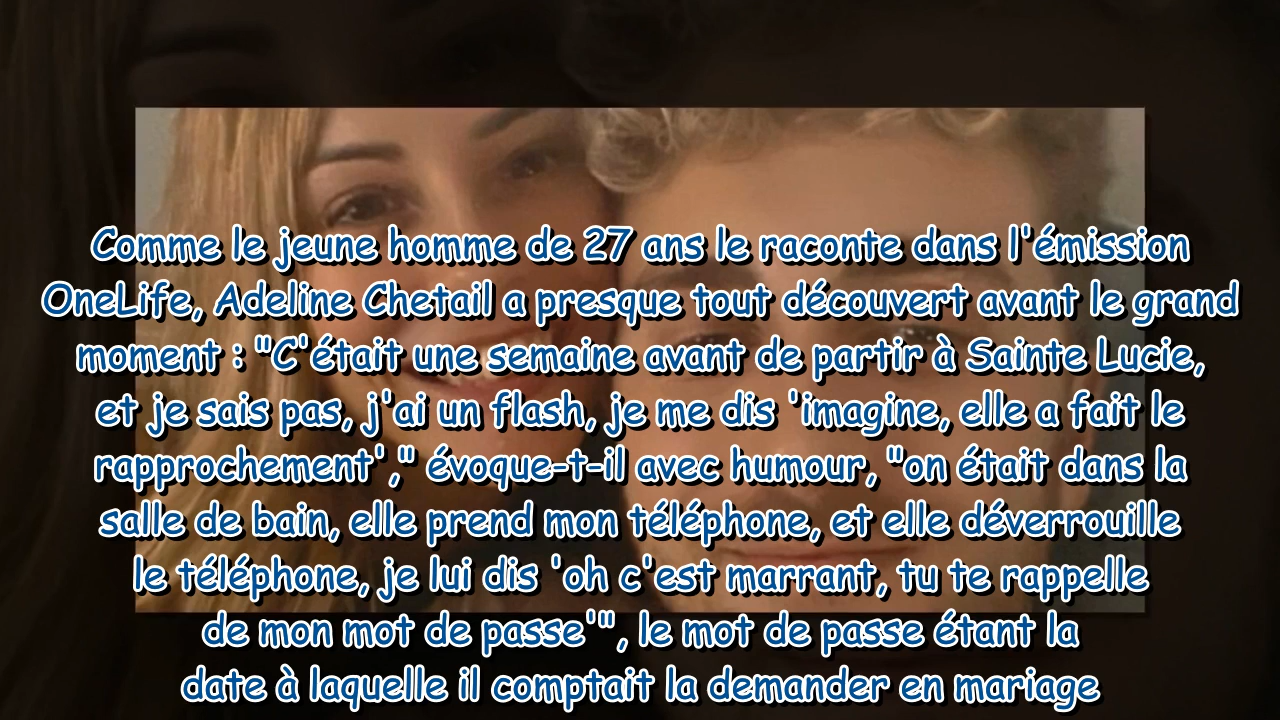 Comme le jeune homme de 27 ans le raconte dans l'émission
OneLife, Adeline Chetail a presque tout découvert avant le grand
moment : "C'était une semaine avant de partir à Sainte Lucie,
et je sais pas, j'ai un flash, je me dis 'imagine, elle a fait le
rapprochement'," évoque-t-il avec humour, "on était dans la
salle de bain, elle prend mon téléphone, et elle déverrouille
le téléphone, je lui dis 'oh c'est marrant, tu te rappelle
de mon mot de passe'", le mot de passe étant la
date à laquelle il comptait la demander en mariage